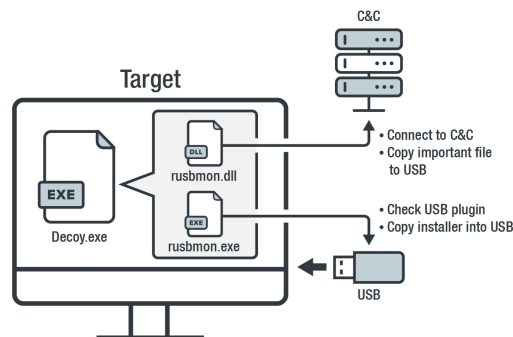 C&C
Target
EXE
Decoy.exe
DLL
rusbmon.dll
EXE
rusbmon.exe
• Connect to C&C
• Copy important file
to USB
• Check USB plugin
• Copy installer into USB
USB